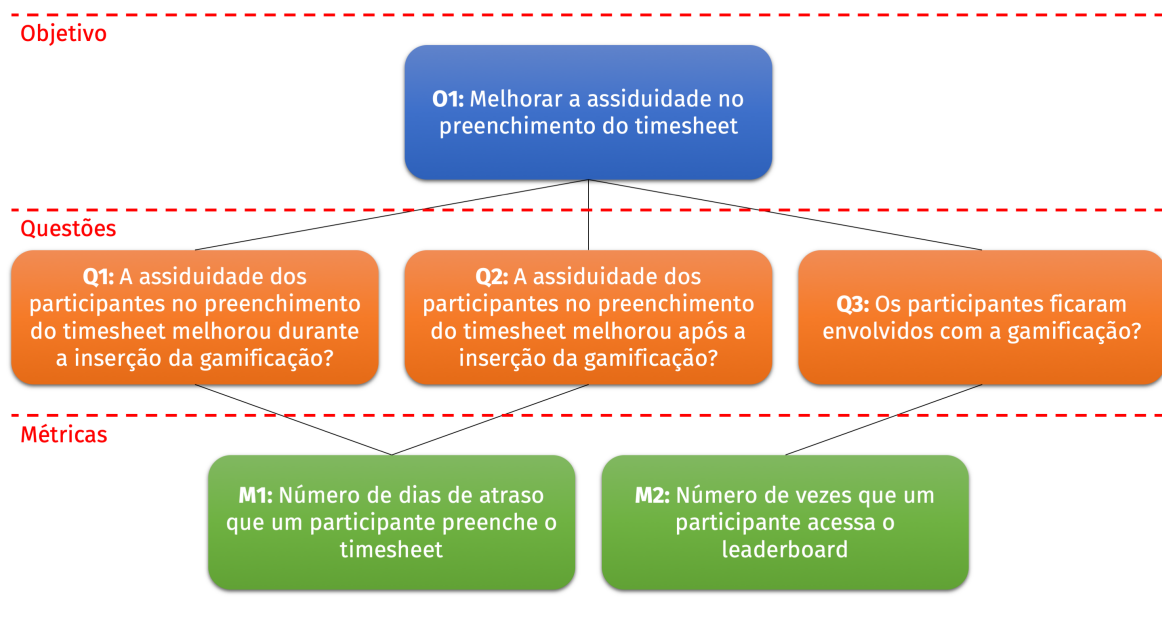 Objetivo
O1: Melhorar a assiduidade no
preenchimento do timesheet
Questões
Q1: A assiduidade dos
participantes no preenchimento
do timesheet melhorou durante
a inserção da gamificação?
Q2: A assiduidade dos
participantes no preenchimento
do timesheet melhorou após a
inserção da gamificação?
Q3: Os participantes ficaram
envolvidos com a gamificação?
Métricas
M1: Número de dias de atraso
que um participante preenche o
timesheet
M2: Número de vezes que um
participante acessa o
leaderboard